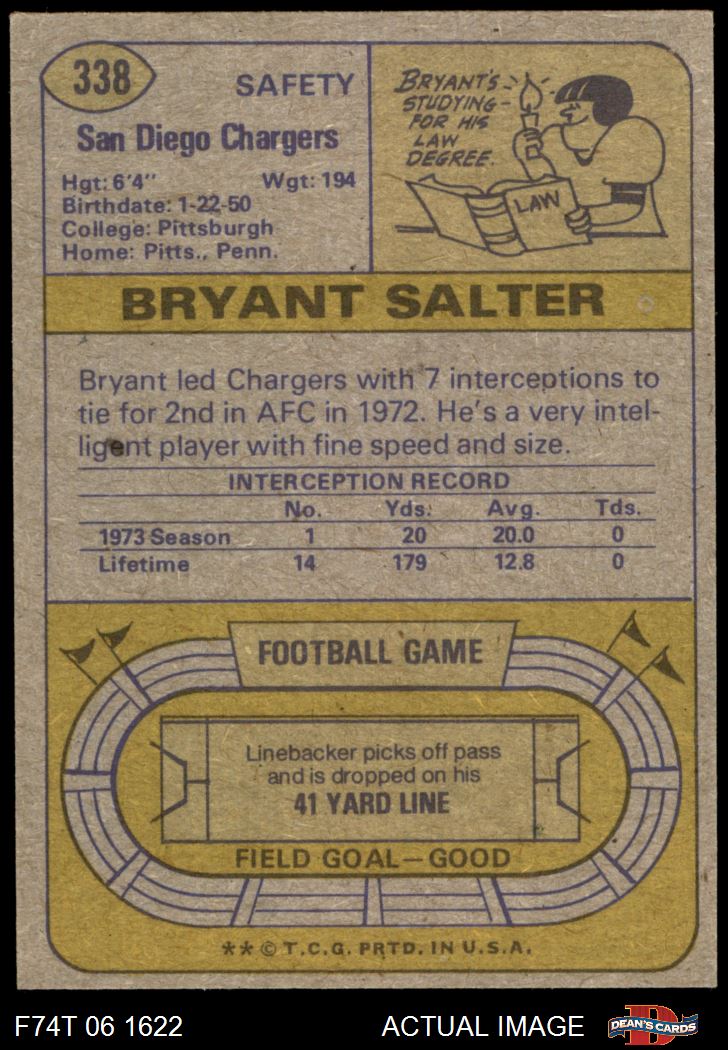 338
SAFETY
San Diego Chargers
Hgt: 6'4" Wgt: 194
Birthdate: 1-22-50
College: Pittsburgh
Home: Pitts., Penn.
BRYANT'S
STUDYING
FOR HIS
LAW
DEGREE.
LAW
BRYANT SALTER
Bryant led Chargers with 7 interceptions to
tie for 2nd in AFC in 1972. He's a very intel-
ligent player with fine speed and size.
INTERCEPTION RECORD
No. Yds. Avg. Tds.
1973 Season 1 20 20.0 0
Lifetime 14 179 12.8 0
FOOTBALL GAME
Linebacker picks off pass
and is dropped on his
41 YARD LINE
FIELD GOAL—GOOD
** © T.C.G. PRTD. IN U.S.A.
F74T 06 1622 ACTUAL IMAGE
D
DEAN'S CARDS